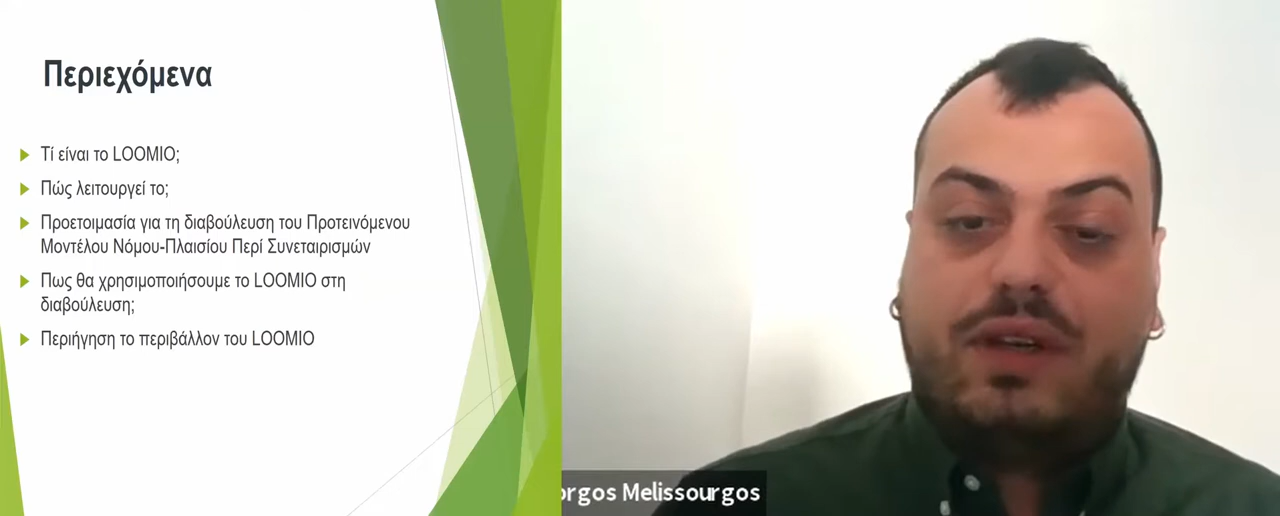 Περιεχόμενα
Τί είναι το LOOMIO;
Πώς λειτουργεί το;
Προετοιμασία για τη διαβούλευση του Προτεινόμενου
Μοντέλου Νόμου-Πλαισίου Περί Συνεταιρισμών
Πως θα χρησιμοποιήσουμε το LOOMIO στη
διαβούλευση;
Περιήγηση το περιβάλλον του LOOMIO
orgos Melissourgos